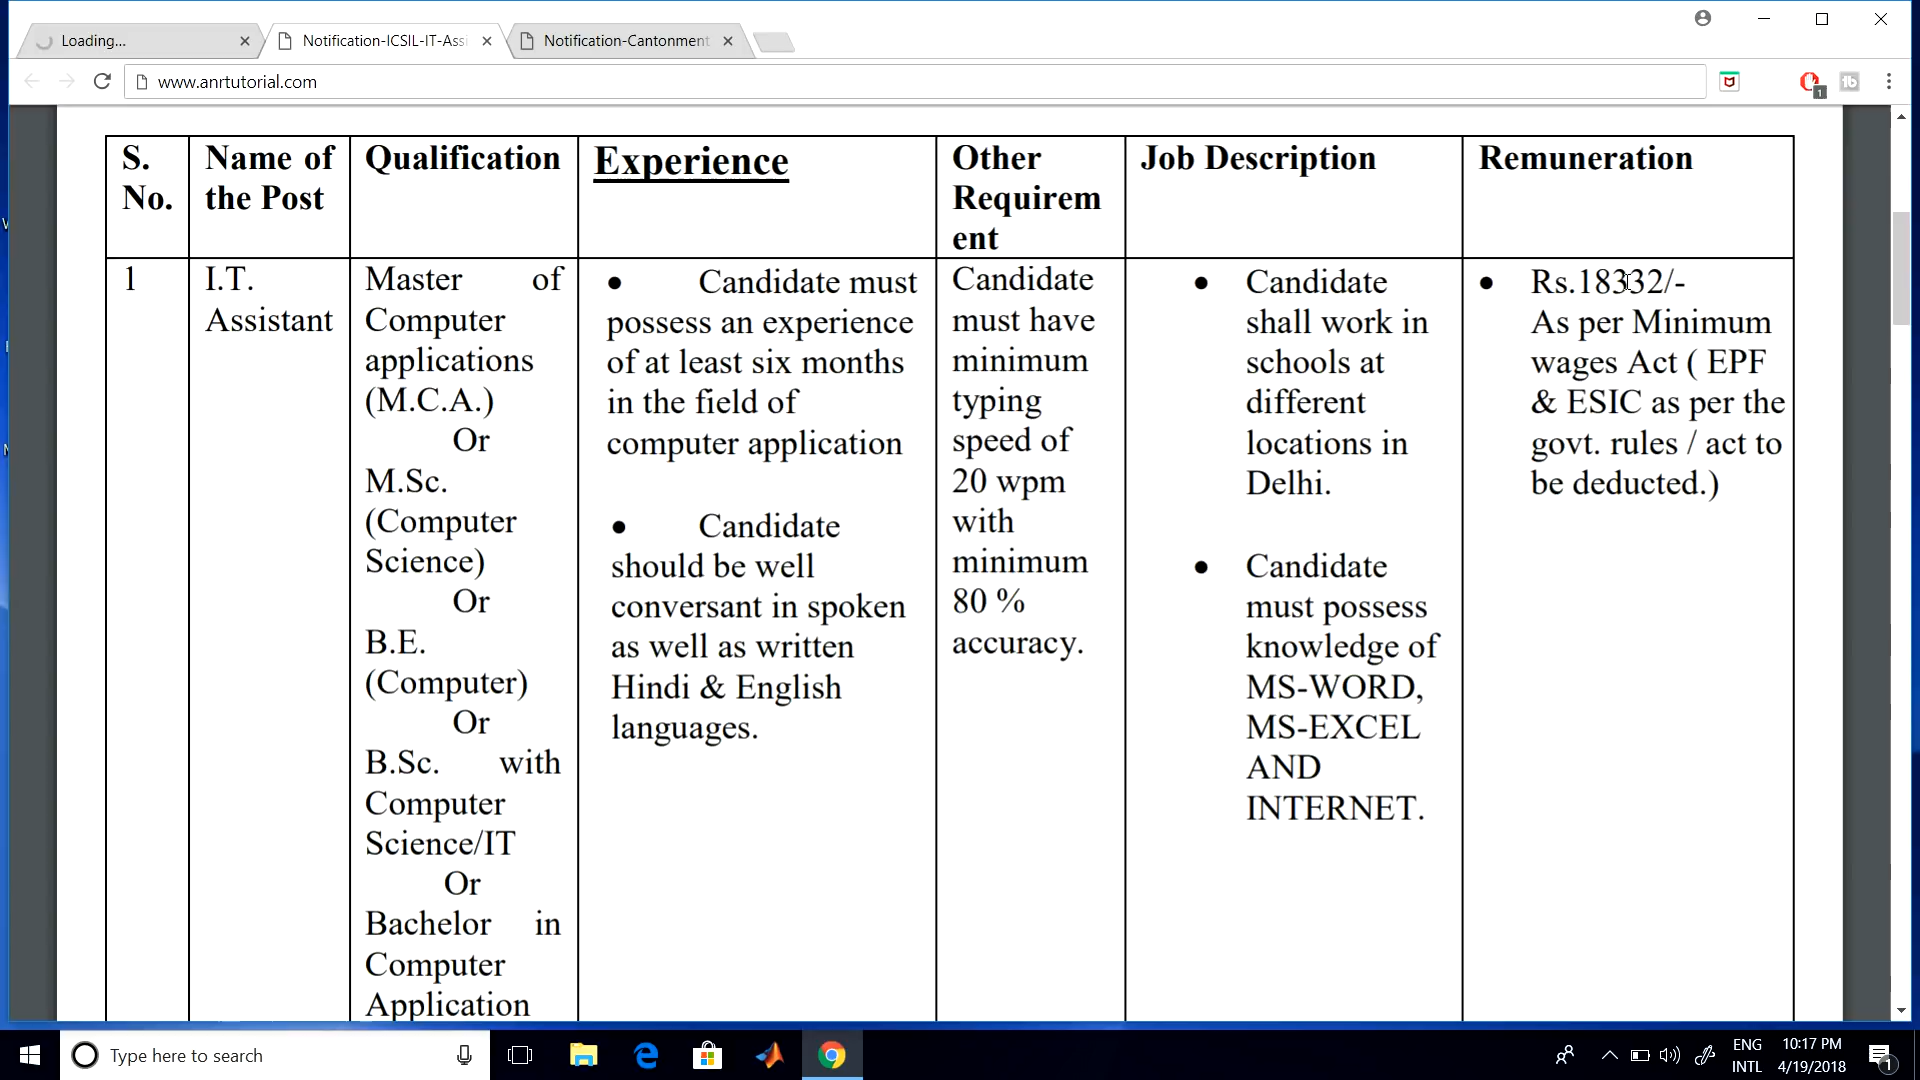 Loading...
Notification-ICSIL-IT-Assi
Notification-Cantonment
www.anrtutorial.com
1
S.
No.
Name of
the Post
Qualification
Experience
Other
Requirem
ent
Job Description
Remuneration
1
I.T.
Assistant
Master of
Computer
applications
(M.C.A.)
Or
M.Sc.
(Computer
Science)
Or
B.E.
(Computer)
Or
B.Sc. with
Computer
Science/IT
Or
Bachelor in
Computer
Application
• Candidate must
possess an experience
of at least six months
in the field of
computer application
• Candidate
should be well
conversant in spoken
as well as written
Hindi & English
languages.
Candidate
must have
minimum
typing
speed of
20 wpm
with
minimum
80 %
accuracy.
• Candidate
shall work in
schools at
different
locations in
Delhi.
• Candidate
must possess
knowledge of
MS-WORD,
MS-EXCEL
AND
INTERNET.
• Rs.18332/-
As per Minimum
wages Act ( EPF
& ESIC as per the
govt. rules / act to
be deducted.)
Type here to search
ENG
INTL
10:17 PM
4/19/2018
1